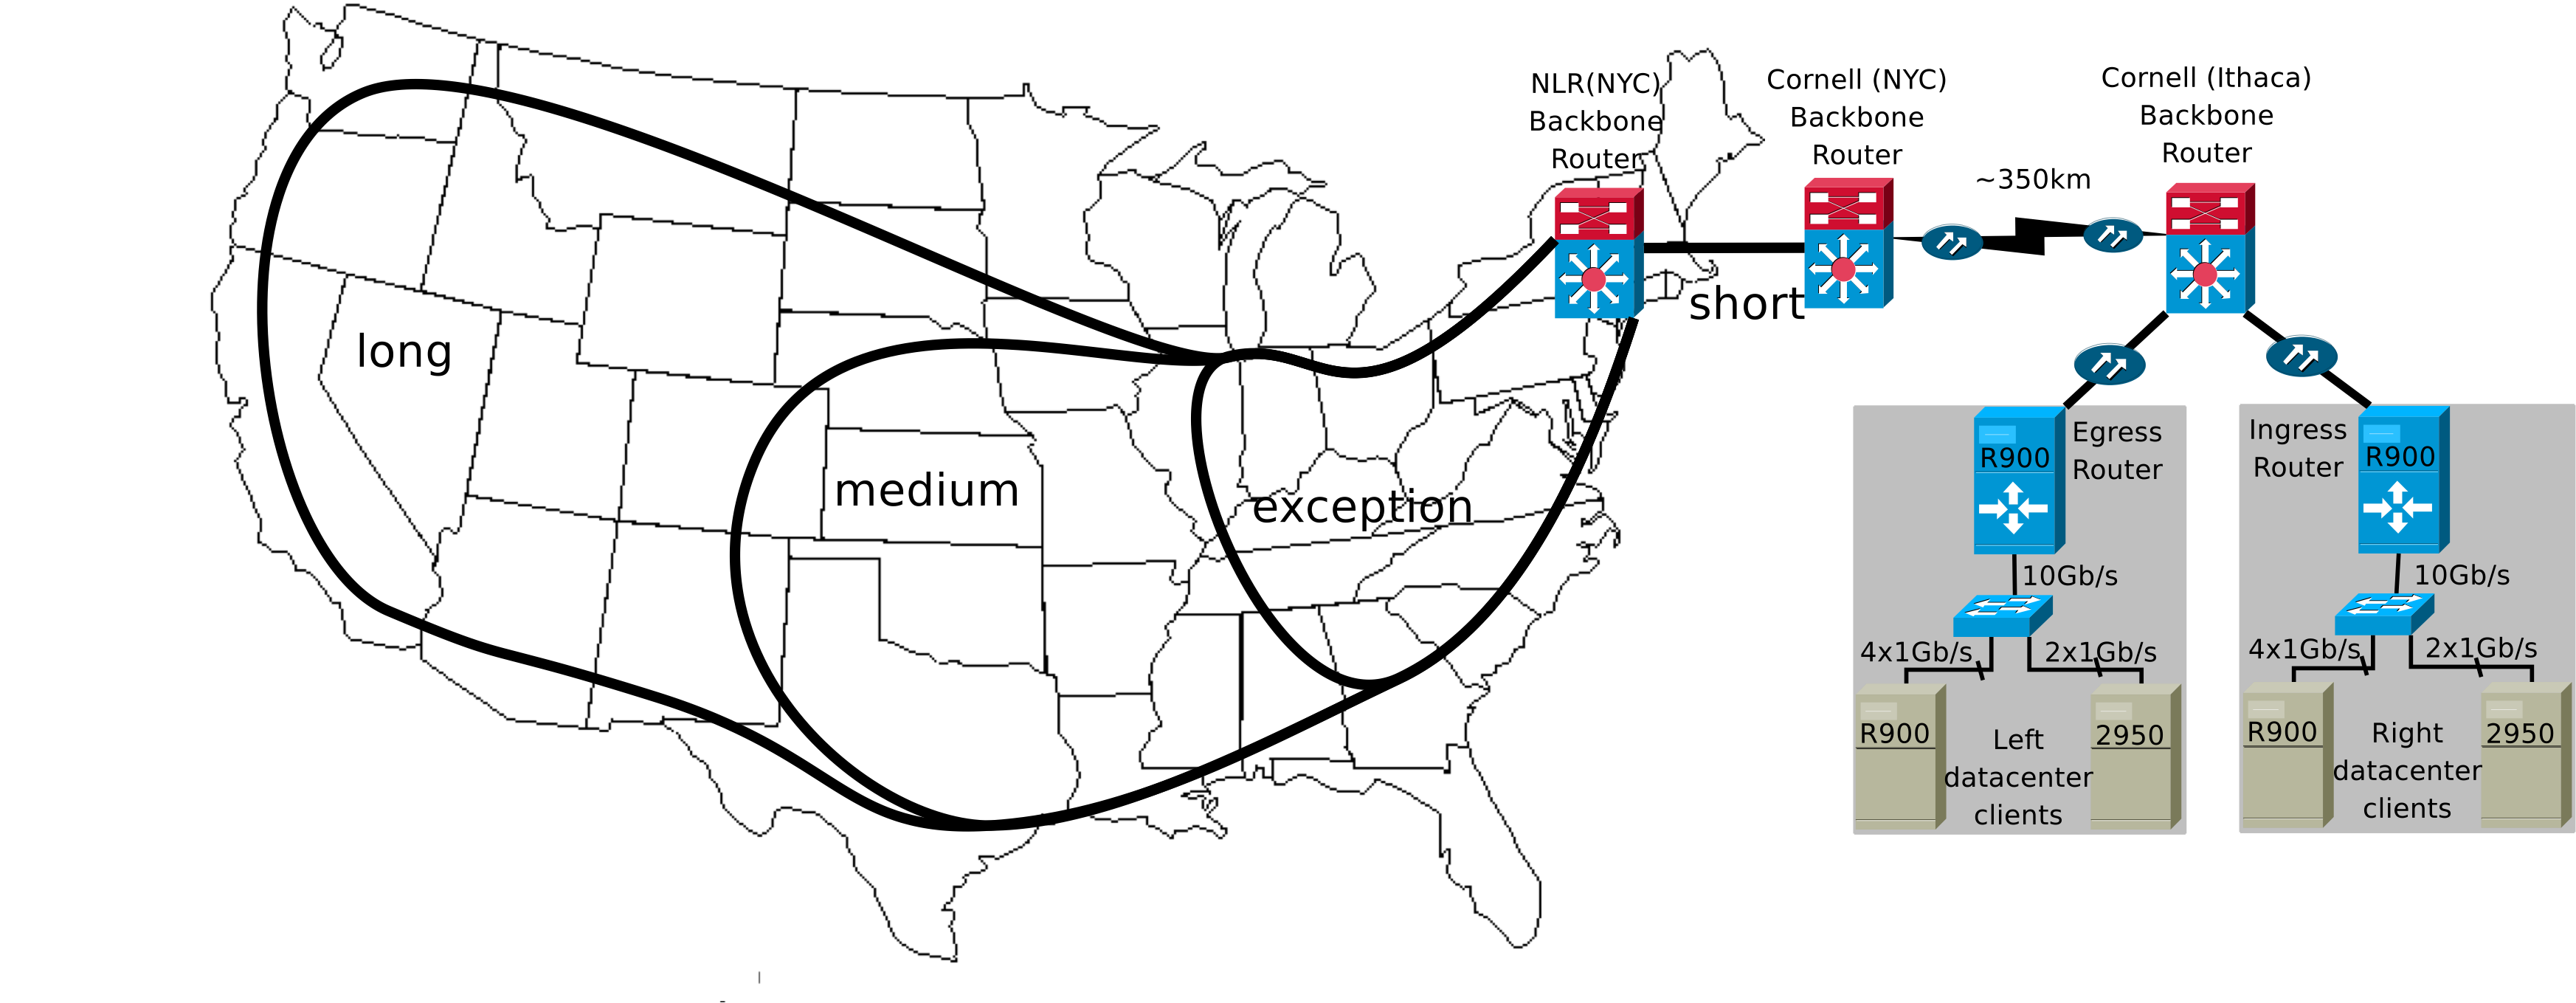 NLR(NYC)
Backbone
Router
Cornell (NYC)
Backbone
Router
Cornell (Ithaca)
Backbone
Router
~350km
short
long
medium
exception
R900
Egress
Router
10Gb/s
4x1Gb/s
2x1Gb/s
R900
2950
Left
datacenter
clients
Ingress
Router
R900
10Gb/s
4x1Gb/s
2x1Gb/s
R900
2950
Right
datacenter
clients